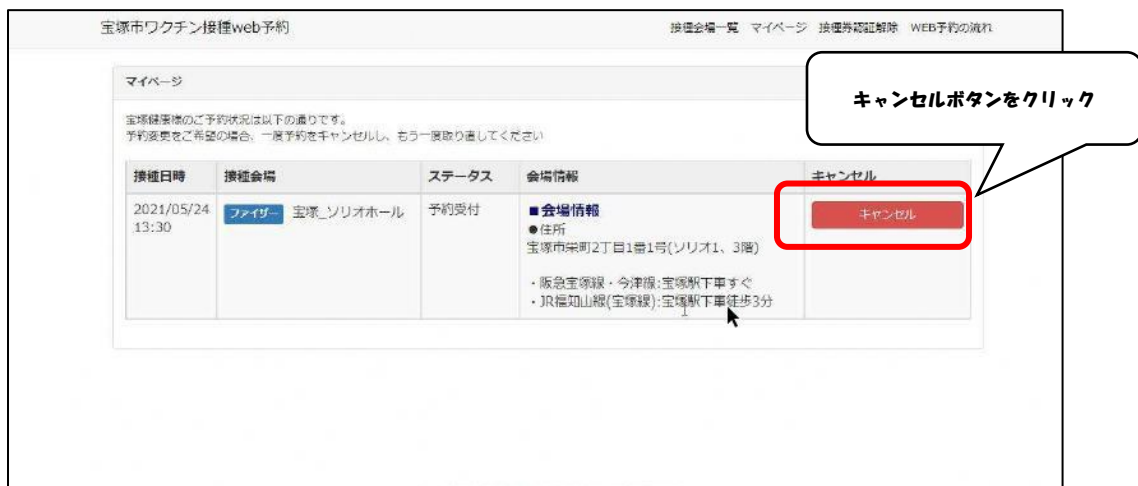 宝塚市ワクチン接種web予約
接種会場一覧 マイページ 接種券認証解除 WEB予約の流れ
キャンセルボタンをクリック
マイページ
宝塚健康様のご予約状況は以下の通りです。
予約変更をご希望の場合、一度予約をキャンセルし、もう一度取り直してください
接種日時 接種会場 ステータス 会場情報 キャンセル
2021/05/24 ファイザー 宝塚_ソリオホール 予約受付 ■会場情報 キャンセル
13:30 ●住所
宝塚市栄町2丁目1番1号(ソリオ1、3階)
・阪急宝塚線・今津線:宝塚駅下車すぐ
・JR福知山線(宝塚線):宝塚駅下車徒歩3分